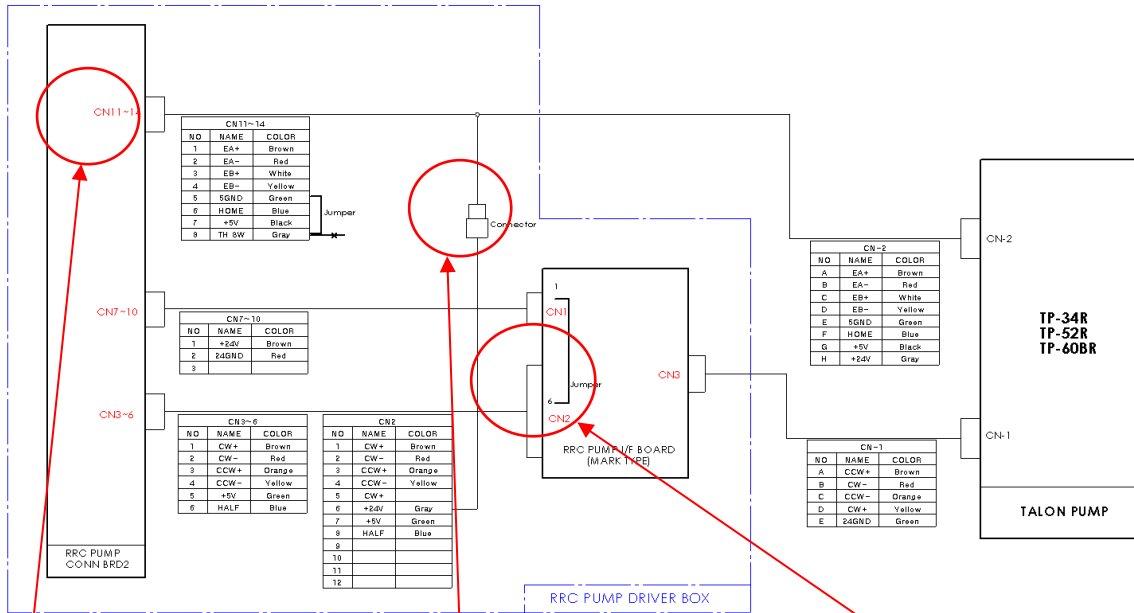 CN11~14
CN11~14
NO NAME COLOR
1 EA+ Brown
2 EA- Red
3 EB+ White
4 EB- Yellow
5 5GND Green
6 HOME Blue
7 +5V Black
8 TH SW Gray
Jumper
Connector
CN7~10
CN7~10
NO NAME COLOR
1 +24V Brown
2 24GND Red
3
CN3~6
CN3~6
NO NAME COLOR
1 CW+ Brown
2 CW- Red
3 CCW+ Orange
4 CCW- Yellow
5 +5V Green
6 HALF Blue
CN2
NO NAME COLOR
1 CW+ Brown
2 CW- Red
3 CCW+ Orange
4 CCW- Yellow
5 CW+
6 +24V Gray
7 +5V Green
8 HALF Blue
9
10
11
12
RRC PUMP
CONN BRD2
1
CN1
Jumper
6
CN2
CN3
RRC PUMP I/F BOARD
(MARK TYPE)
RRC PUMP DRIVER BOX
CN-2
CN-2
NO NAME COLOR
A EA+ Brown
B EA- Red
C EB+ White
D EB- Yellow
E 5GND Green
F HOME Blue
G +5V Black
H +24V Gray
CN-1
CN-1
NO NAME COLOR
A CCW+ Brown
B CW- Red
C CCW- Orange
D CW+ Yellow
E 24GND Green
TP-34R
TP-52R
TP-60BR
TALON PUMP